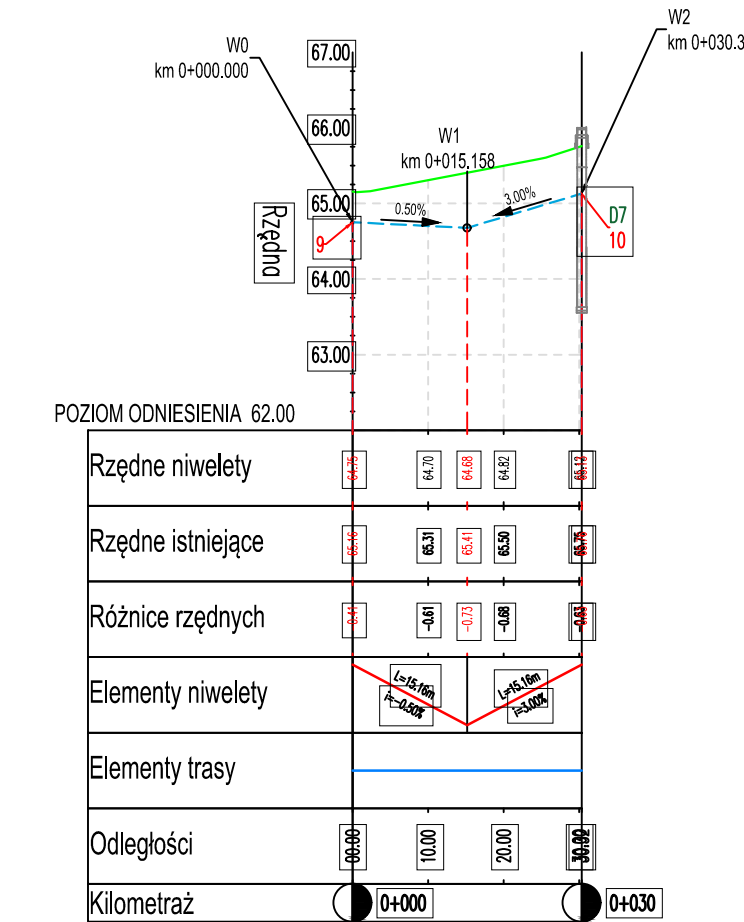 W0
km 0+000.000
W2
km 0+030.3
67.00
66.00
W1
km 0+015.158
65.00
0.50%
3.00%
Rzędna
9
D7
10
64.00
63.00
POZIOM ODNIESIENIA 62.00
Rzędne niwelety
64.75
64.70
64.68
64.82
65.12
Rzędne istniejące
65.16
65.31
65.41
65.50
65.75
Różnice rzędnych
-0.41
-0.61
-0.73
-0.68
-0.63
Elementy niwelety
L=15.16m
i=-0.50%
L=15.16m
i=3.00%
Elementy trasy
Odległości
00.00
10.00
20.00
Kilometraż
0+000
0+030